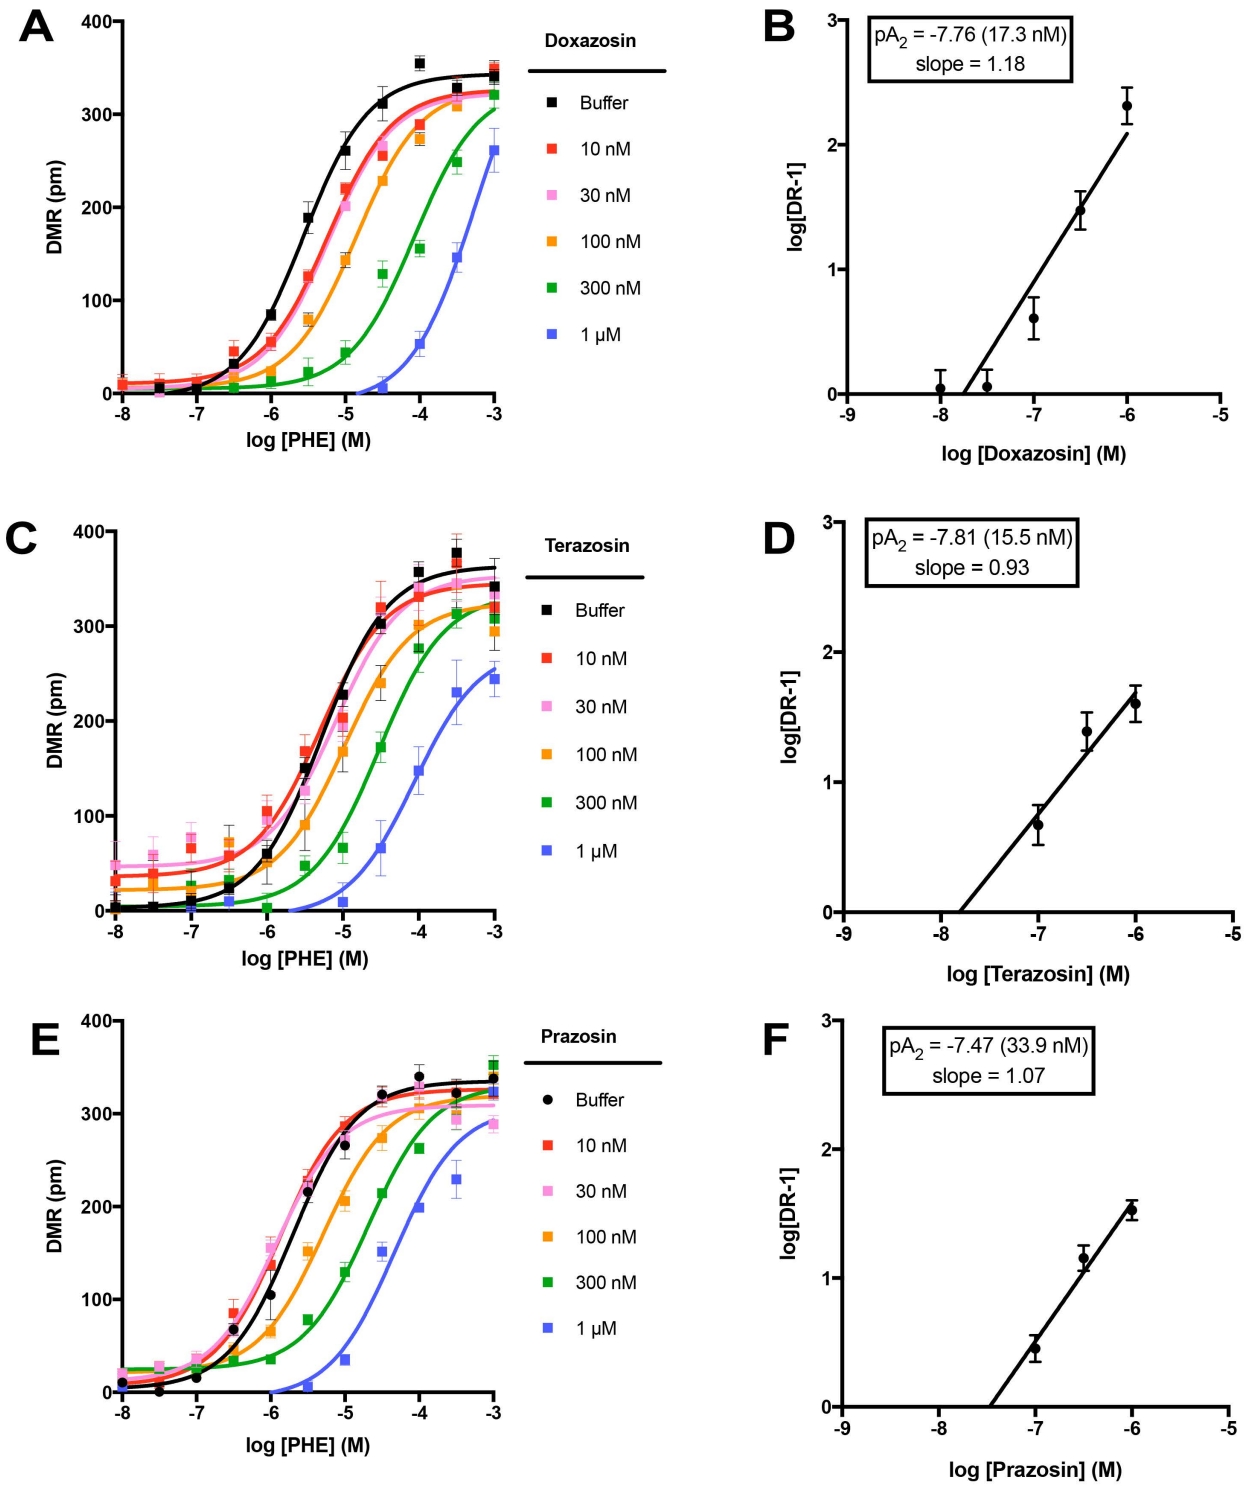 A
400
300
200
100
0
DMR (pm)
-8 -7 -6 -5 -4 -3
log [PHE] (M)
Doxazosin
Buffer
10 nM
30 nM
100 nM
300 nM
1 µM
B
pA2 = -7.76 (17.3 nM)
slope = 1.18
3
2
1
0
log[DR-1]
-9 -8 -7 -6 -5
log [Doxazosin] (M)
C
400
300
200
100
0
DMR (pm)
-8 -7 -6 -5 -4 -3
log [PHE] (M)
Terazosin
Buffer
10 nM
30 nM
100 nM
300 nM
1 µM
D
pA2 = -7.81 (15.5 nM)
slope = 0.93
3
2
1
0
log[DR-1]
-9 -8 -7 -6 -5
log [Terazosin] (M)
E
400
300
200
100
0
DMR (pm)
-8 -7 -6 -5 -4 -3
log [PHE] (M)
Prazosin
Buffer
10 nM
30 nM
100 nM
300 nM
1 µM
F
pA2 = -7.47 (33.9 nM)
slope = 1.07
3
2
1
0
log[DR-1]
-9 -8 -7 -6 -5
log [Prazosin] (M)